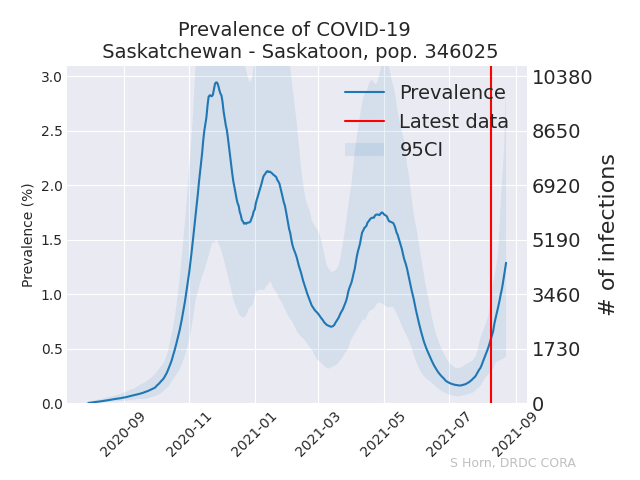 Prevalence of COVID-19
Saskatchewan - Saskatoon, pop. 346025
Prevalence (%)
3.0
2.5
2.0
1.5
1.0
0.5
0.0
Prevalence
Latest data
95CI
10380
8650
6920
5190
3460
1730
0
# of infections
2020-09
2020-11
2021-01
2021-03
2021-05
2021-07
2021-09
S Horn, DRDC CORA